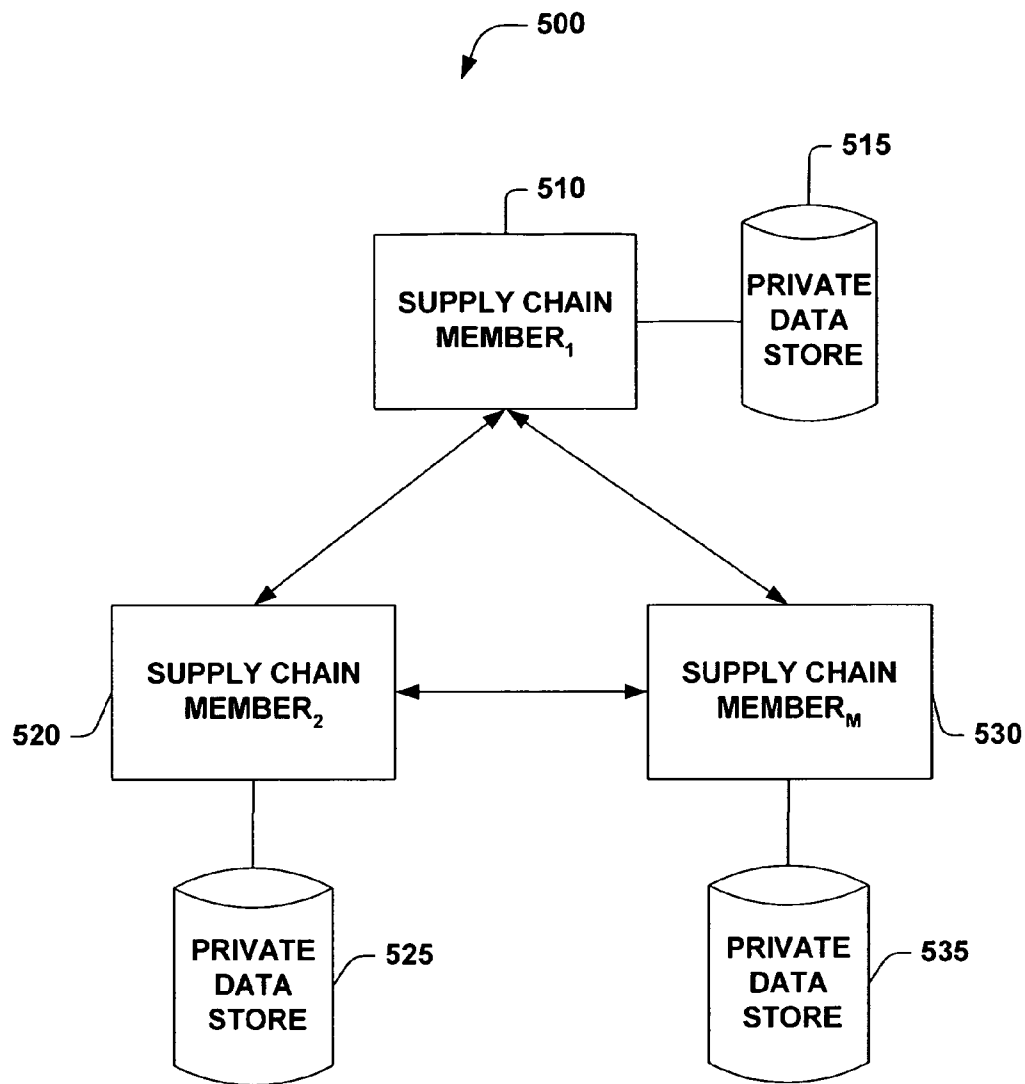 500
515
510
SUPPLY CHAIN
MEMBER₁
PRIVATE
DATA
STORE
SUPPLY CHAIN
MEMBER₂
SUPPLY CHAIN
MEMBER_M
520
530
PRIVATE
DATA
STORE
525
PRIVATE
DATA
STORE
535